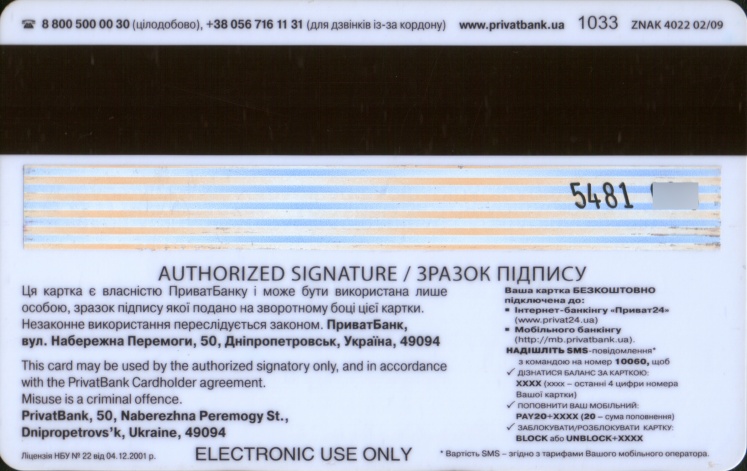 ☎ 8 800 500 00 30 (цілодобово), +38 056 716 11 31 (для дзвінків із-за кордону) www.privatbank.ua 1033 ZNAK 4022 02/09
5481
AUTHORIZED SIGNATURE / ЗРАЗОК ПІДПИСУ
Ця картка є власністю ПриватБанку і може бути використана лише
особою, зразок підпису якої подано на зворотному боці цієї картки.
Незаконне використання переслідується законом. ПриватБанк,
вул. Набережна Перемоги, 50, Дніпропетровськ, Україна, 49094
This card may be used by the authorized signatory only, and in accordance
with the PrivatBank Cardholder agreement.
Misuse is a criminal offence.
PrivatBank, 50, Naberezhna Peremogy St.,
Dnipropetrovs'k, Ukraine, 49094
Ліцензія НБУ № 22 від 04.12.2001 р.
ELECTRONIC USE ONLY
Ваша картка БЕЗКОШТОВНО
підключена до:
▪ Інтернет-банкінгу «Приват24»
(www.privat24.ua)
▪ Мобільного банкінгу
(http://mb.privatbank.ua).
НАДІШЛІТЬ SMS-повідомлення*
з командою на номер 10060, щоб
✓ ДІЗНАТИСЯ БАЛАНС ЗА КАРТКОЮ:
XXXX (xxxx – останні 4 цифри номера
Вашої картки)
✓ ПОПОВНИТИ ВАШ МОБІЛЬНИЙ:
PAY20+XXXX (20 – сума поповнення)
✓ ЗАБЛОКУВАТИ/РОЗБЛОКУВАТИ КАРТКУ:
BLOCK або UNBLOCK+XXXX
* Вартість SMS – згідно з тарифами Вашого мобільного оператора.